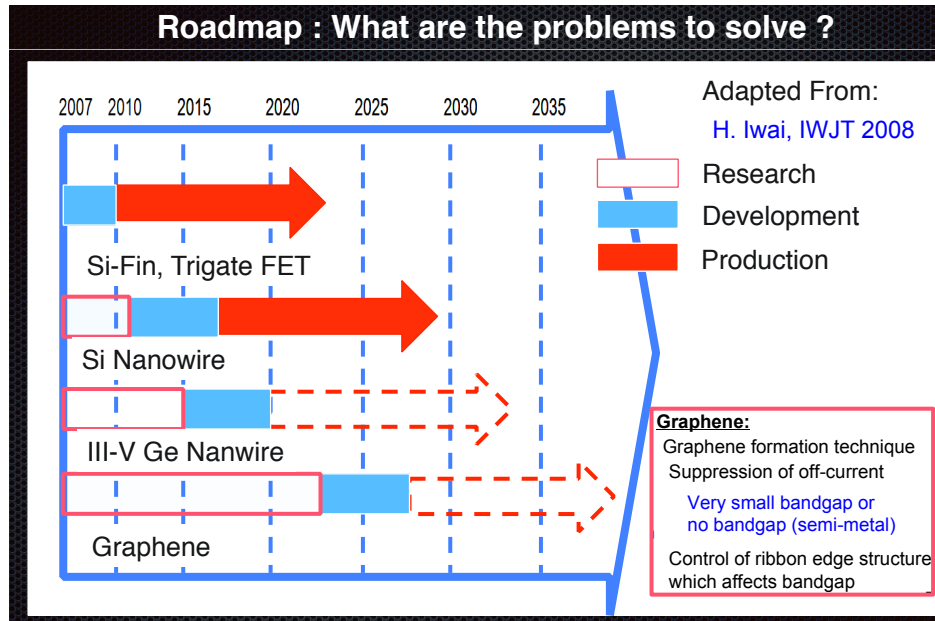 Roadmap : What are the problems to solve ?
2007 2010 2015 2020 2025 2030 2035
Adapted From:
H. Iwai, IWJT 2008
Research
Development
Production
Si-Fin, Trigate FET
Si Nanowire
III-V Ge Nanwire
Graphene
Graphene:
Graphene formation technique
Suppression of off-current
Very small bandgap or
no bandgap (semi-metal)
Control of ribbon edge structure
which affects bandgap